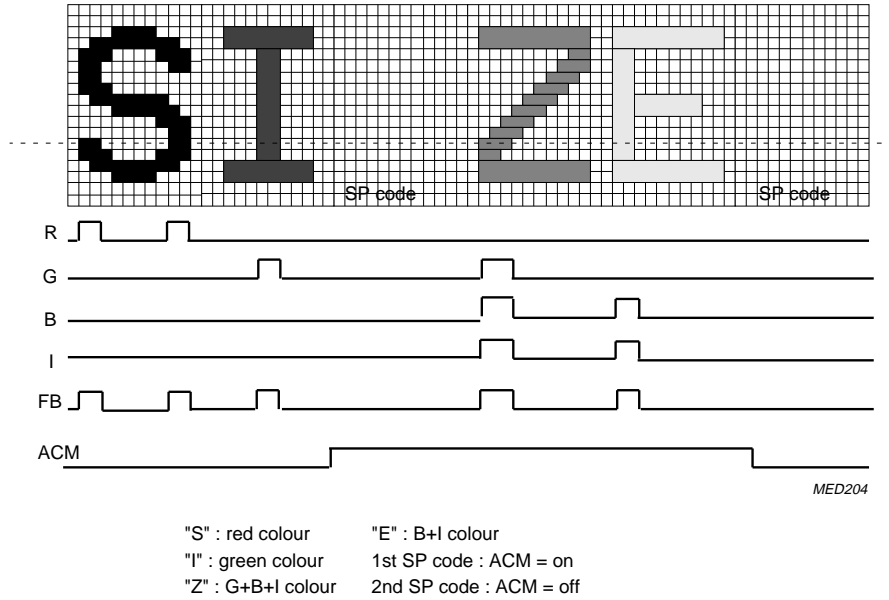 SIZE
SP code SP code
R
G
B
I
FB
ACM
MED204
"S" : red colour "E" : B+I colour
"I" : green colour 1st SP code : ACM = on
"Z" : G+B+I colour 2nd SP code : ACM = off